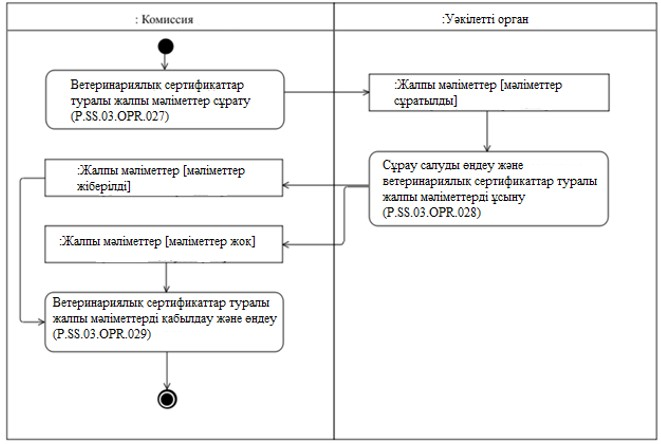 : Комиссия
:Уәкілетті орган
Ветеринариялық сертификаттар
туралы жалпы мәліметтер сұрату
(P.SS.03.OPR.027)
:Жалпы мәліметтер [мәліметтер
сұратылды]
:Жалпы мәліметтер [мәліметтер
жіберілді]
Сұрау салуды өңдеу және
ветеринариялық сертификаттар туралы
жалпы мәліметтерді ұсыну
(P.SS.03.OPR.028)
:Жалпы мәліметтер [мәліметтер жоқ]
Ветеринариялық сертификаттар туралы
жалпы мәліметтерді қабылдау және өңдеу
(P.SS.03.OPR.029)